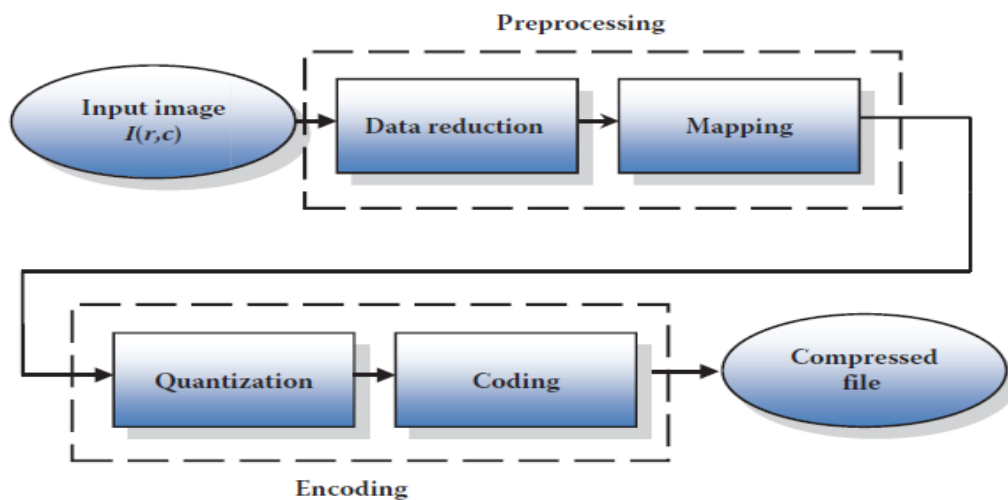 Preprocessing
Input image
I(r,c)
Data reduction
Mapping
Quantization
Coding
Compressed
file
Encoding